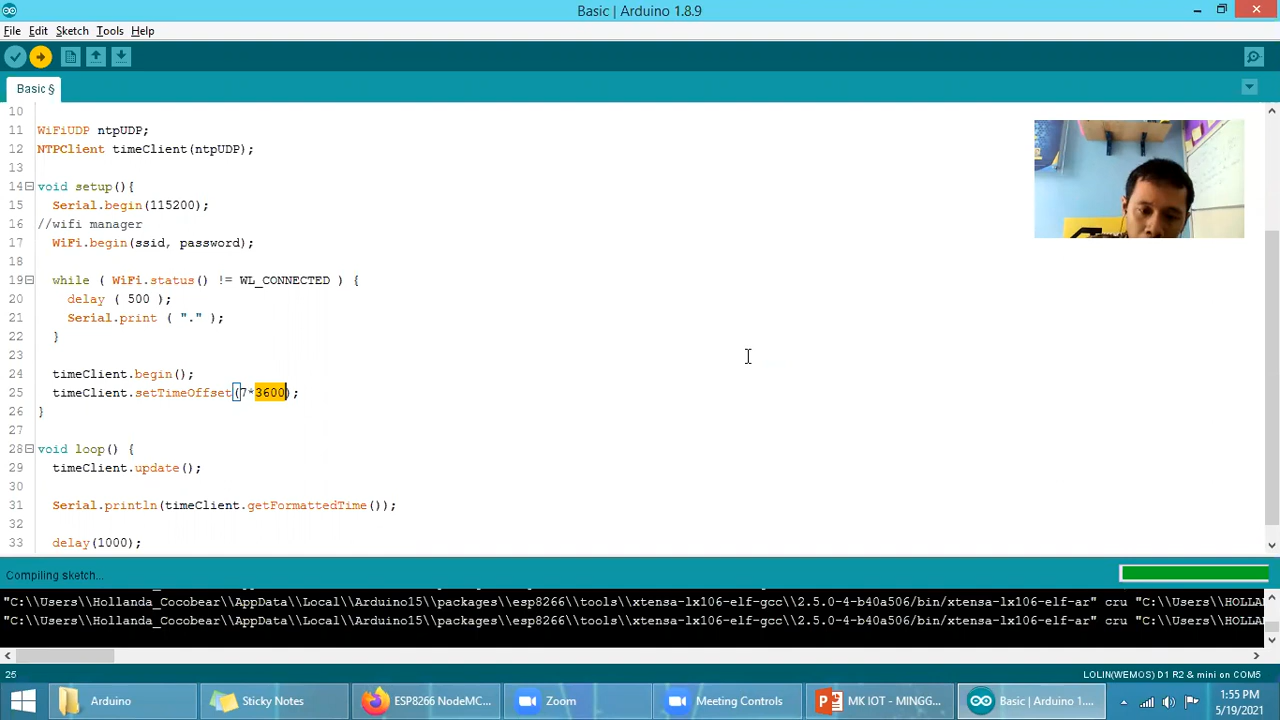 Basic | Arduino 1.8.9
File Edit Sketch Tools Help
Basic §
10
11 WiFiUDP ntpUDP;
12 NTPClient timeClient(ntpUDP);
13
14 void setup(){
15 Serial.begin(115200);
16 //wifi manager
17 WiFi.begin(ssid, password);
18
19 while ( WiFi.status() != WL_CONNECTED ) {
20 delay ( 500 );
21 Serial.print ( "." );
22 }
23
24 timeClient.begin();
25 timeClient.setTimeOffset(7*3600);
26 }
27
28 void loop() {
29 timeClient.update();
30
31 Serial.println(timeClient.getFormattedTime());
32
33 delay(1000);
Compiling sketch...
"C:\\Users\\Hollanda_Cocobear\\AppData\\Local\\Arduino15\\packages\\esp8266\\tools\\xtensa-lx106-elf-gcc\\2.5.0-4-b40a506/bin/xtensa-lx106-elf-ar" cru "C:\\Users\\HOLLA
"C:\\Users\\Hollanda_Cocobear\\AppData\\Local\\Arduino15\\packages\\esp8266\\tools\\xtensa-lx106-elf-gcc\\2.5.0-4-b40a506/bin/xtensa-lx106-elf-ar" cru "C:\\Users\\HOLLA
25 LOLIN(WEMOS) D1 R2 & mini on COM5
Arduino Sticky Notes ESP8266 NodeMC... Zoom Meeting Controls MK IOT - MINGG... Basic | Arduino 1.8... 1:55 PM
5/19/2021